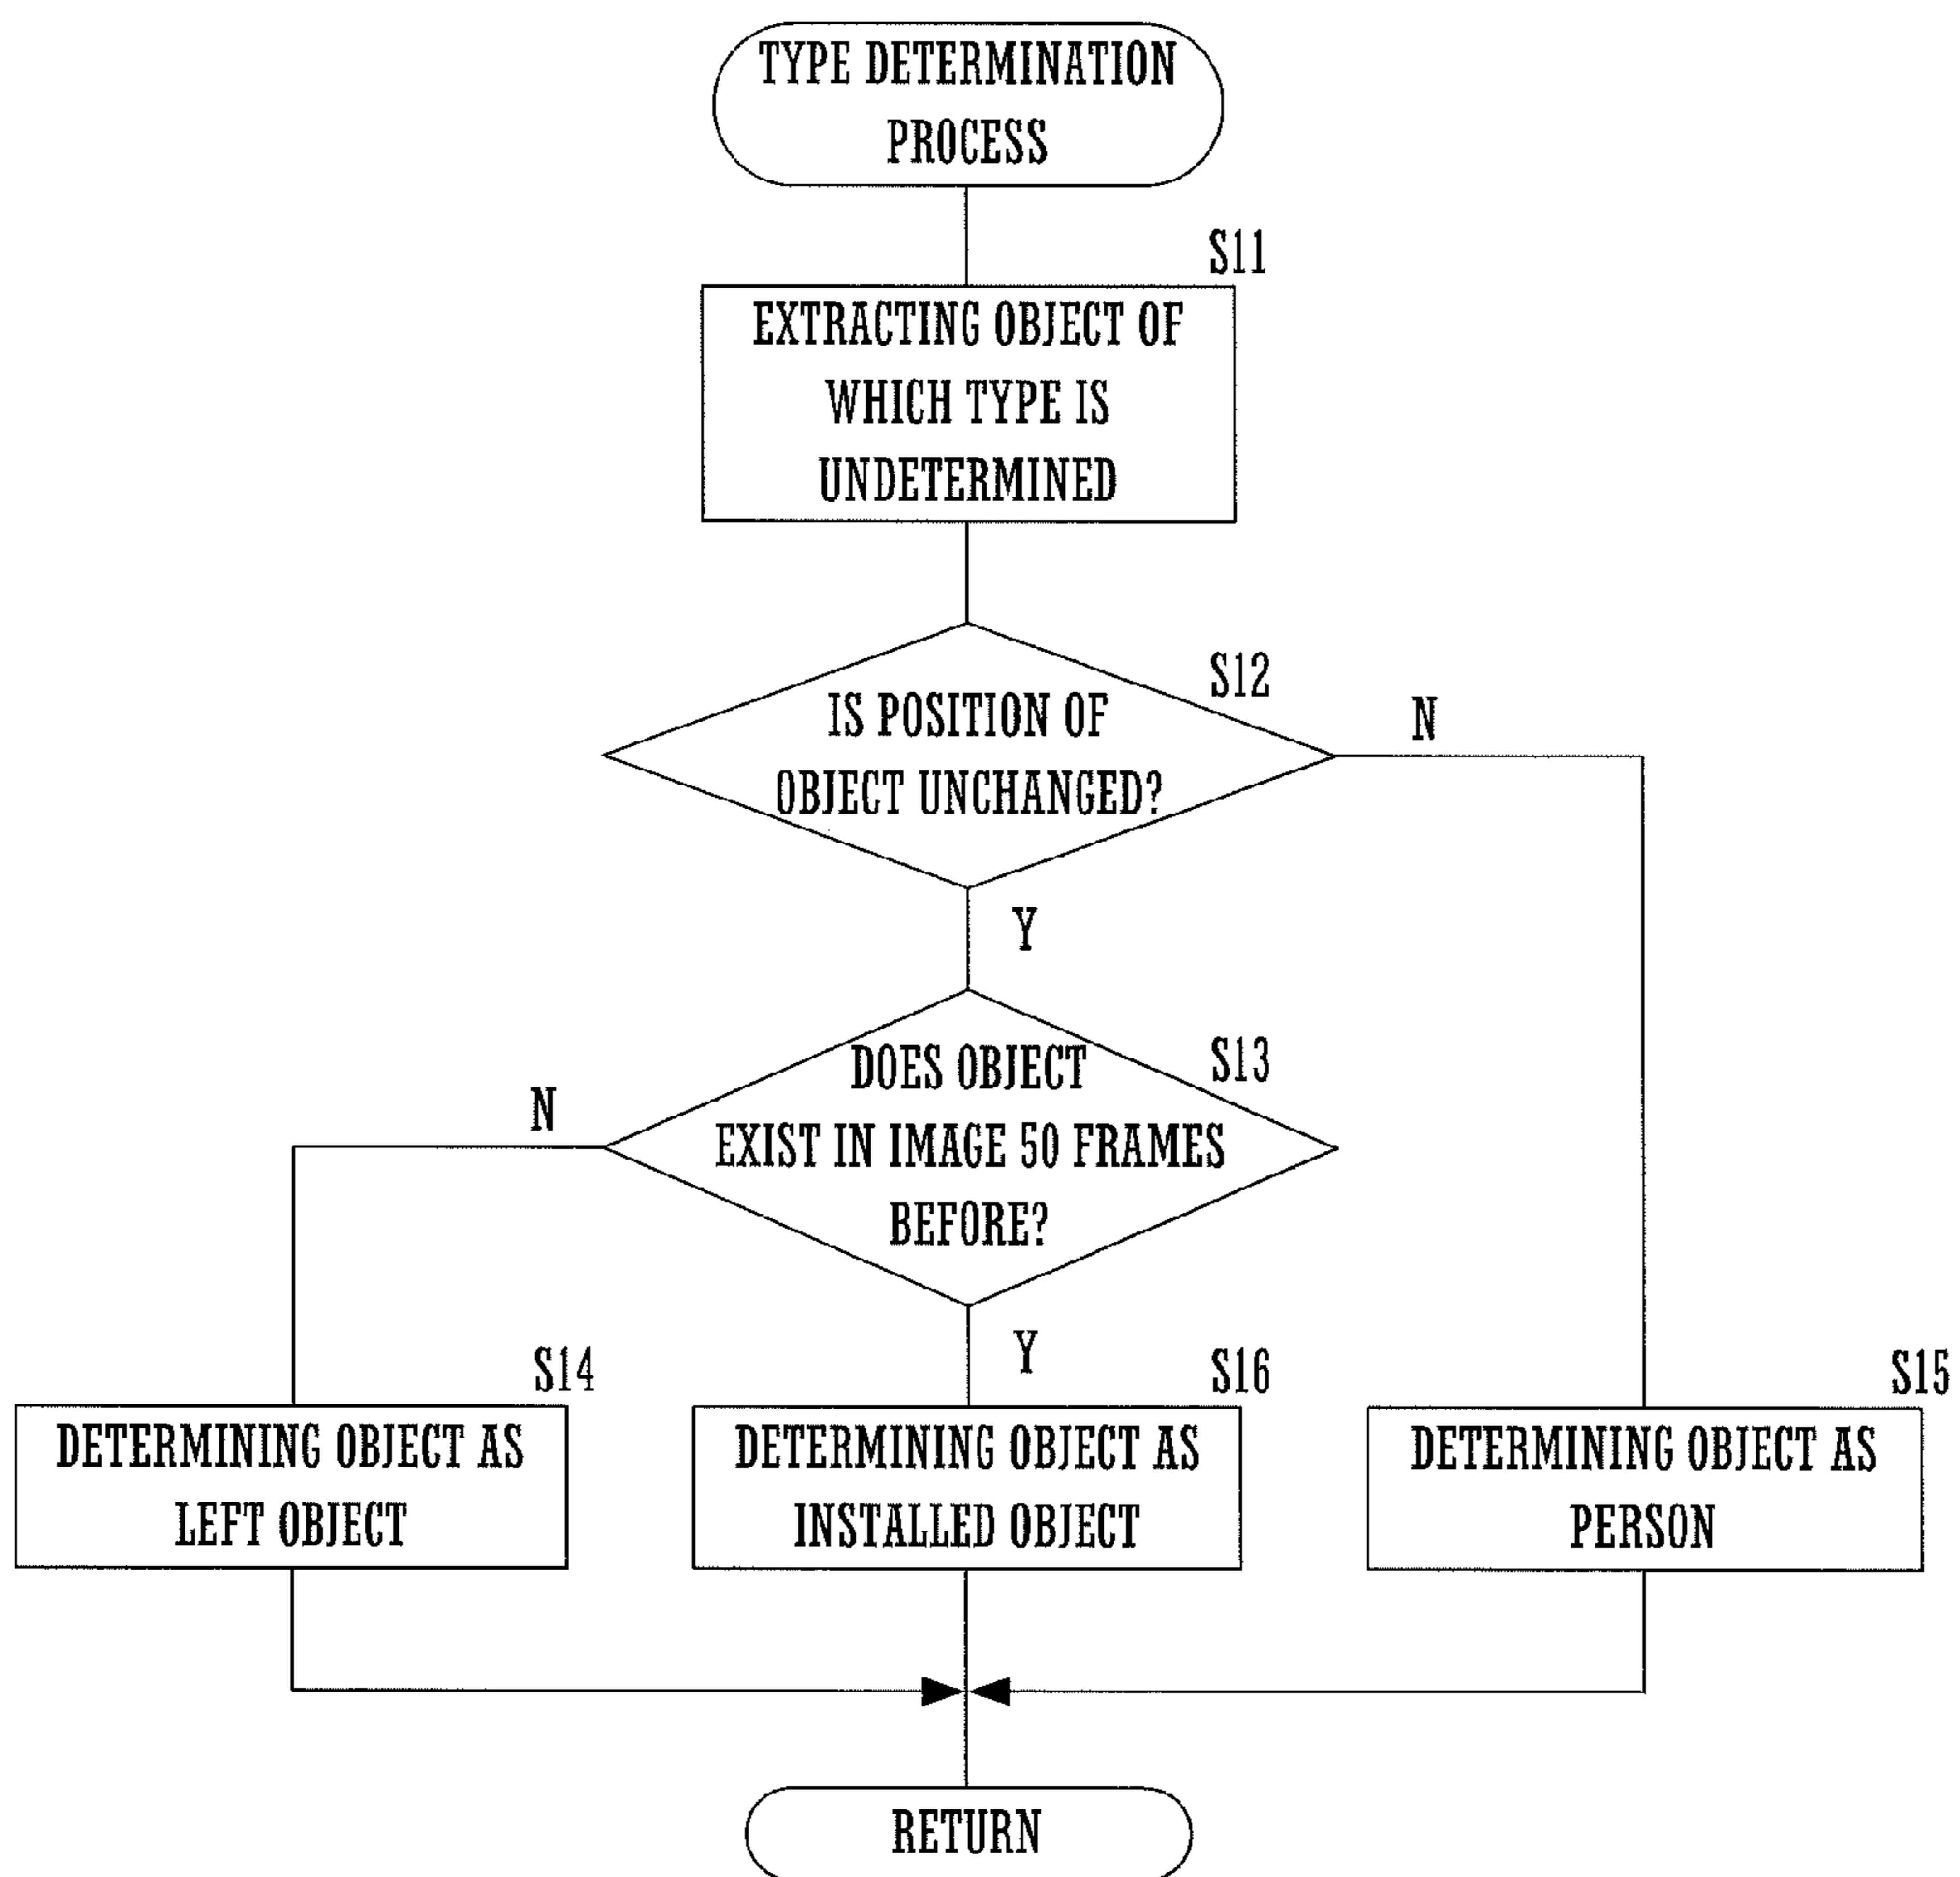 TYPE DETERMINATION
PROCESS
S11
EXTRACTING OBJECT OF
WHICH TYPE IS
UNDETERMINED
S12
IS POSITION OF
OBJECT UNCHANGED?
N
Y
S13
DOES OBJECT
EXIST IN IMAGE 50 FRAMES
BEFORE?
N
Y
S14
DETERMINING OBJECT AS
LEFT OBJECT
S16
DETERMINING OBJECT AS
INSTALLED OBJECT
S15
DETERMINING OBJECT AS
PERSON
RETURN